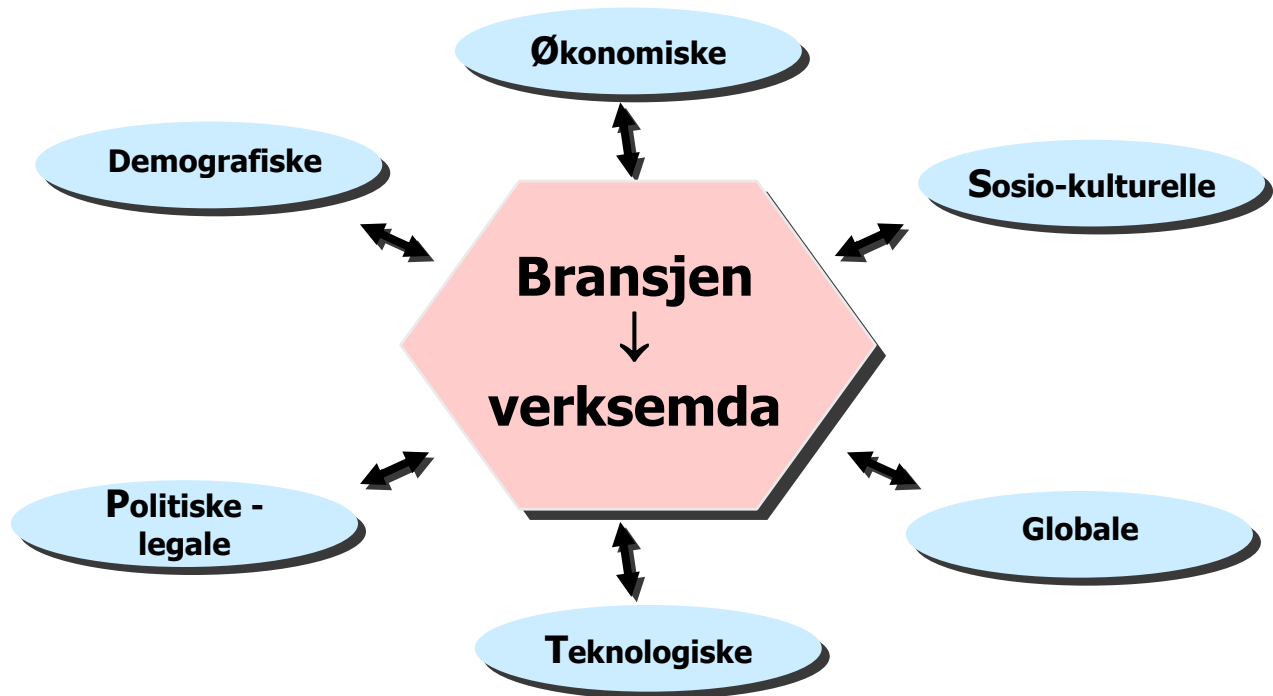 Økonomiske
Demografiske
Sosio-kulturelle
Bransjen
↓
verksemda
Politiske -
legale
Globale
Teknologiske